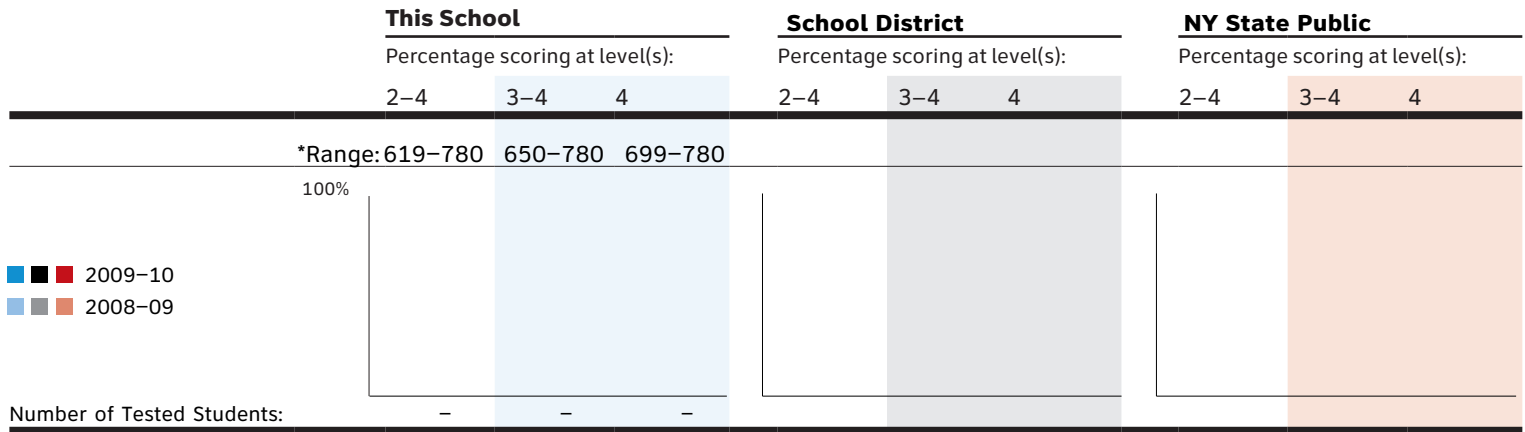 This School School District NY State Public
Percentage scoring at level(s): Percentage scoring at level(s): Percentage scoring at level(s):
2–4 3–4 4 2–4 3–4 4 2–4 3–4 4
*Range: 619–780 650–780 699–780
100%
2009–10
2008–09
Number of Tested Students: – – –